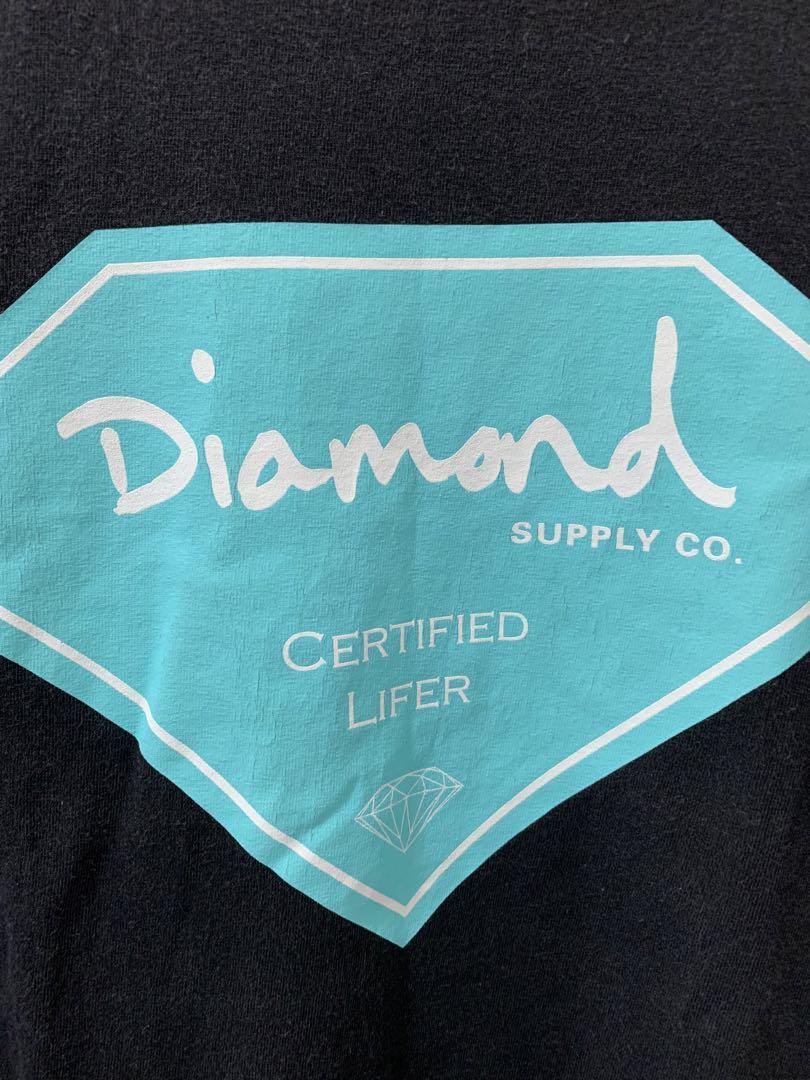 Diamond
SUPPLY CO.
CERTIFIED
LIFER